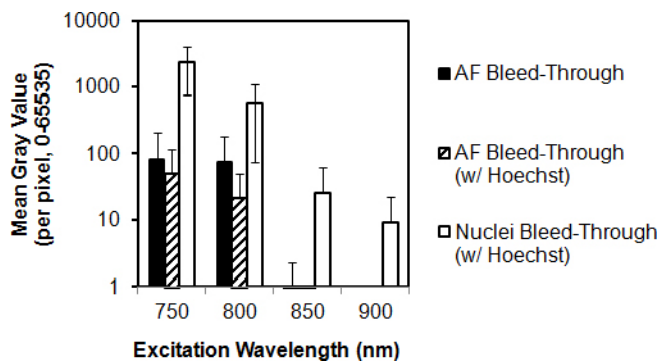 Mean Gray Value
(per pixel, 0-65535)
10000
1000
100
10
1
750
800
850
900
Excitation Wavelength (nm)
AF Bleed-Through
AF Bleed-Through
(w/ Hoechst)
Nuclei Bleed-Through
(w/ Hoechst)